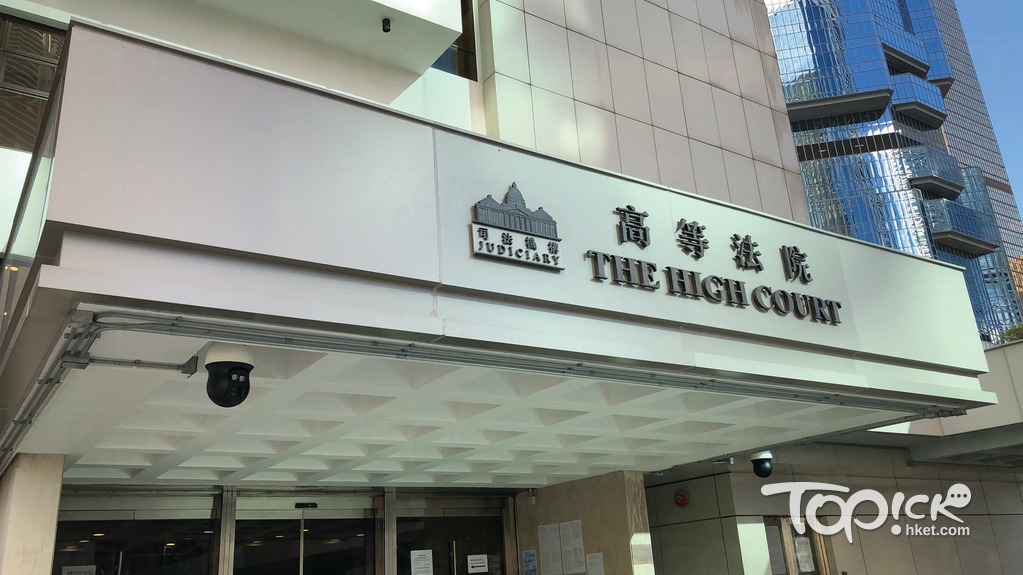 高等法院
THE HIGH COURT
司法機構
JUDICIARY
TOPICK
hket.com